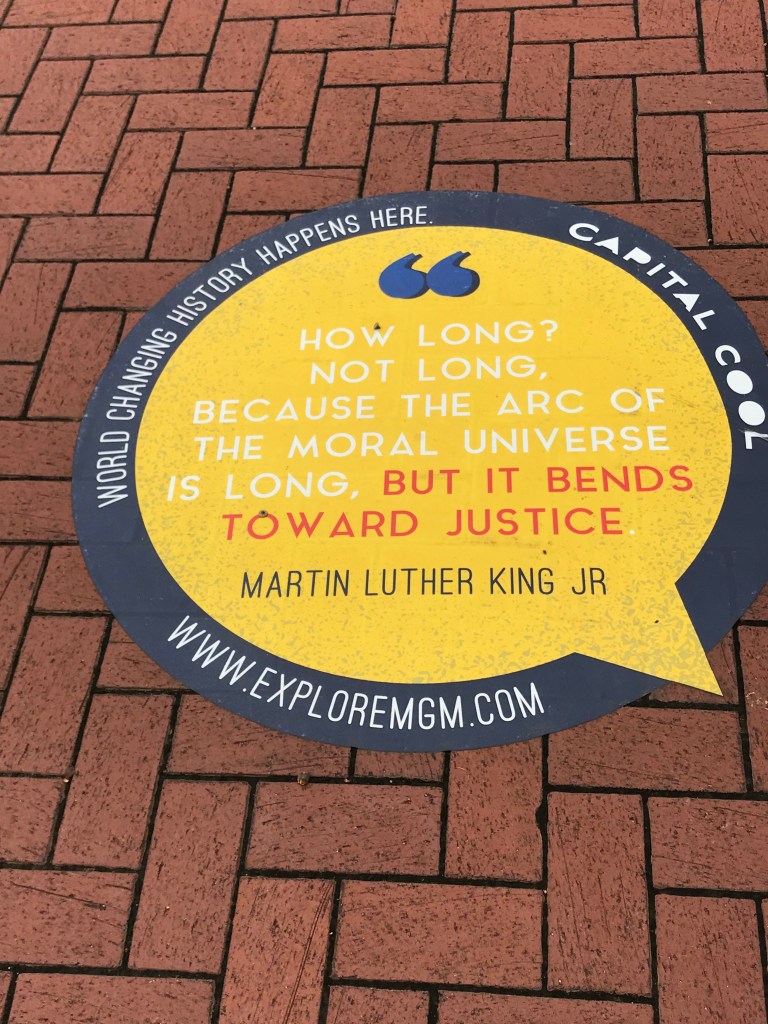 WORLD CHANGING HISTORY HAPPENS HERE.
CAPITAL COOL
HOW LONG?
NOT LONG,
BECAUSE THE ARC OF
THE MORAL UNIVERSE
IS LONG, BUT IT BENDS
TOWARD JUSTICE.
MARTIN LUTHER KING JR
WWW.EXPLOREMGM.COM